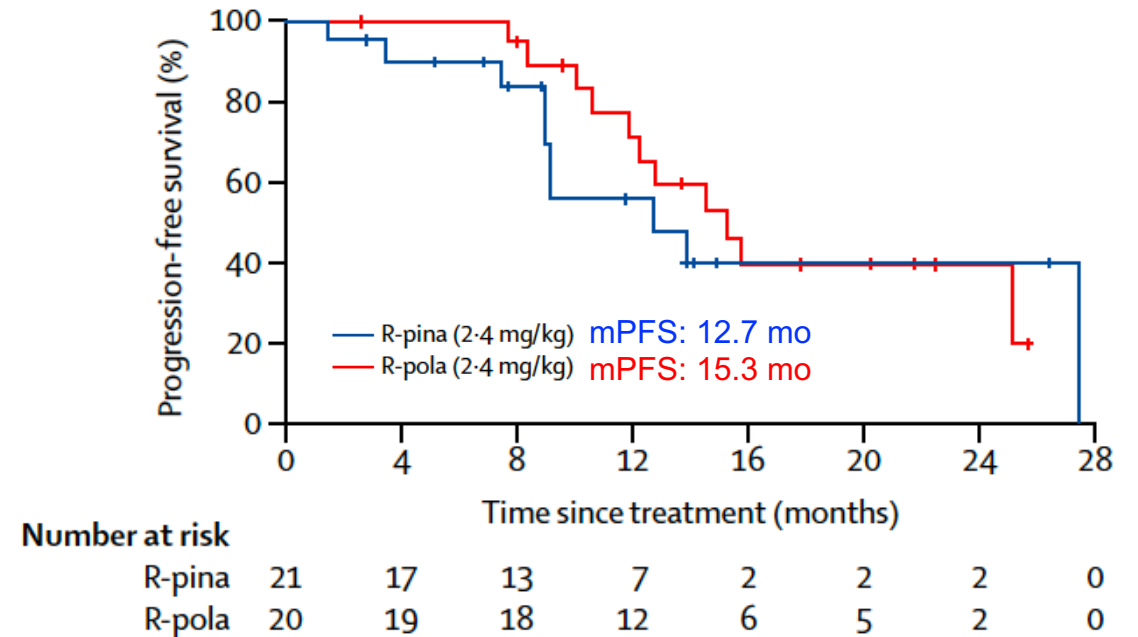 Progression-free survival (%)
100
80
60
40
20
0
R-pina (2·4 mg/kg) mPFS: 12.7 mo
R-pola (2·4 mg/kg) mPFS: 15.3 mo
0 4 8 12 16 20 24 28
Time since treatment (months)
Number at risk
R-pina 21 17 13 7 2 2 2 0
R-pola 20 19 18 12 6 5 2 0